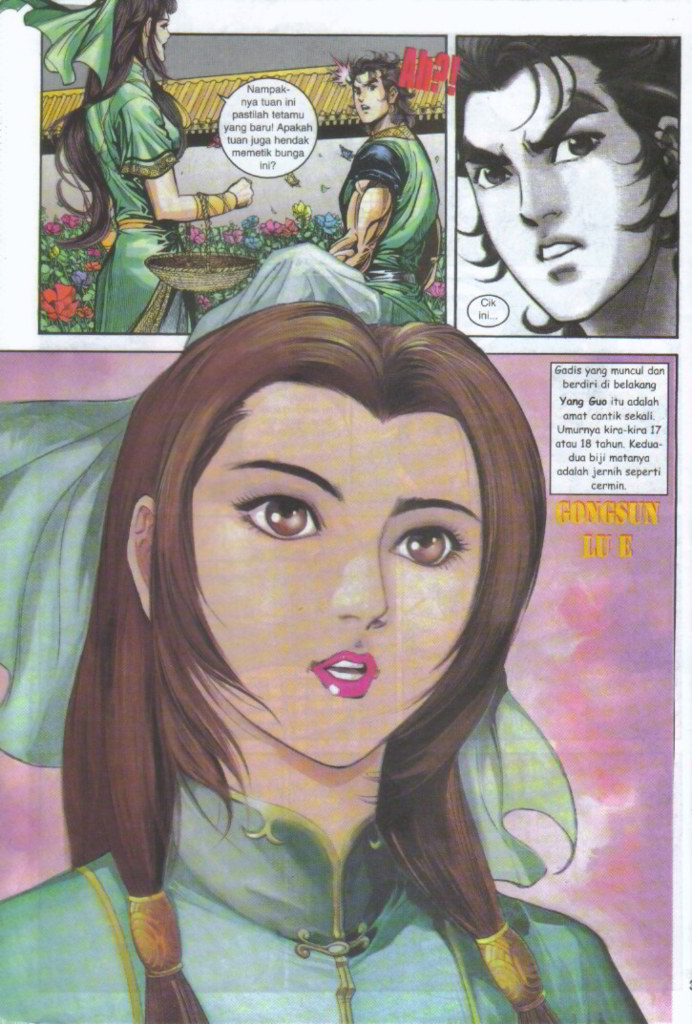 Nampak-
nya tuan ini
pastilah tetamu
yang baru! Apakah
tuan juga hendak
memetik bunga
ini?
Ah?!
Cik
ini...
Gadis yang muncul dan
berdiri di belakang
Yang Guo itu adalah
amat cantik sekali.
Umurnya kira-kira 17
atau 18 tahun. Kedua-
dua biji matanya
adalah jernih seperti
cermin.
GONGSUN
LU E